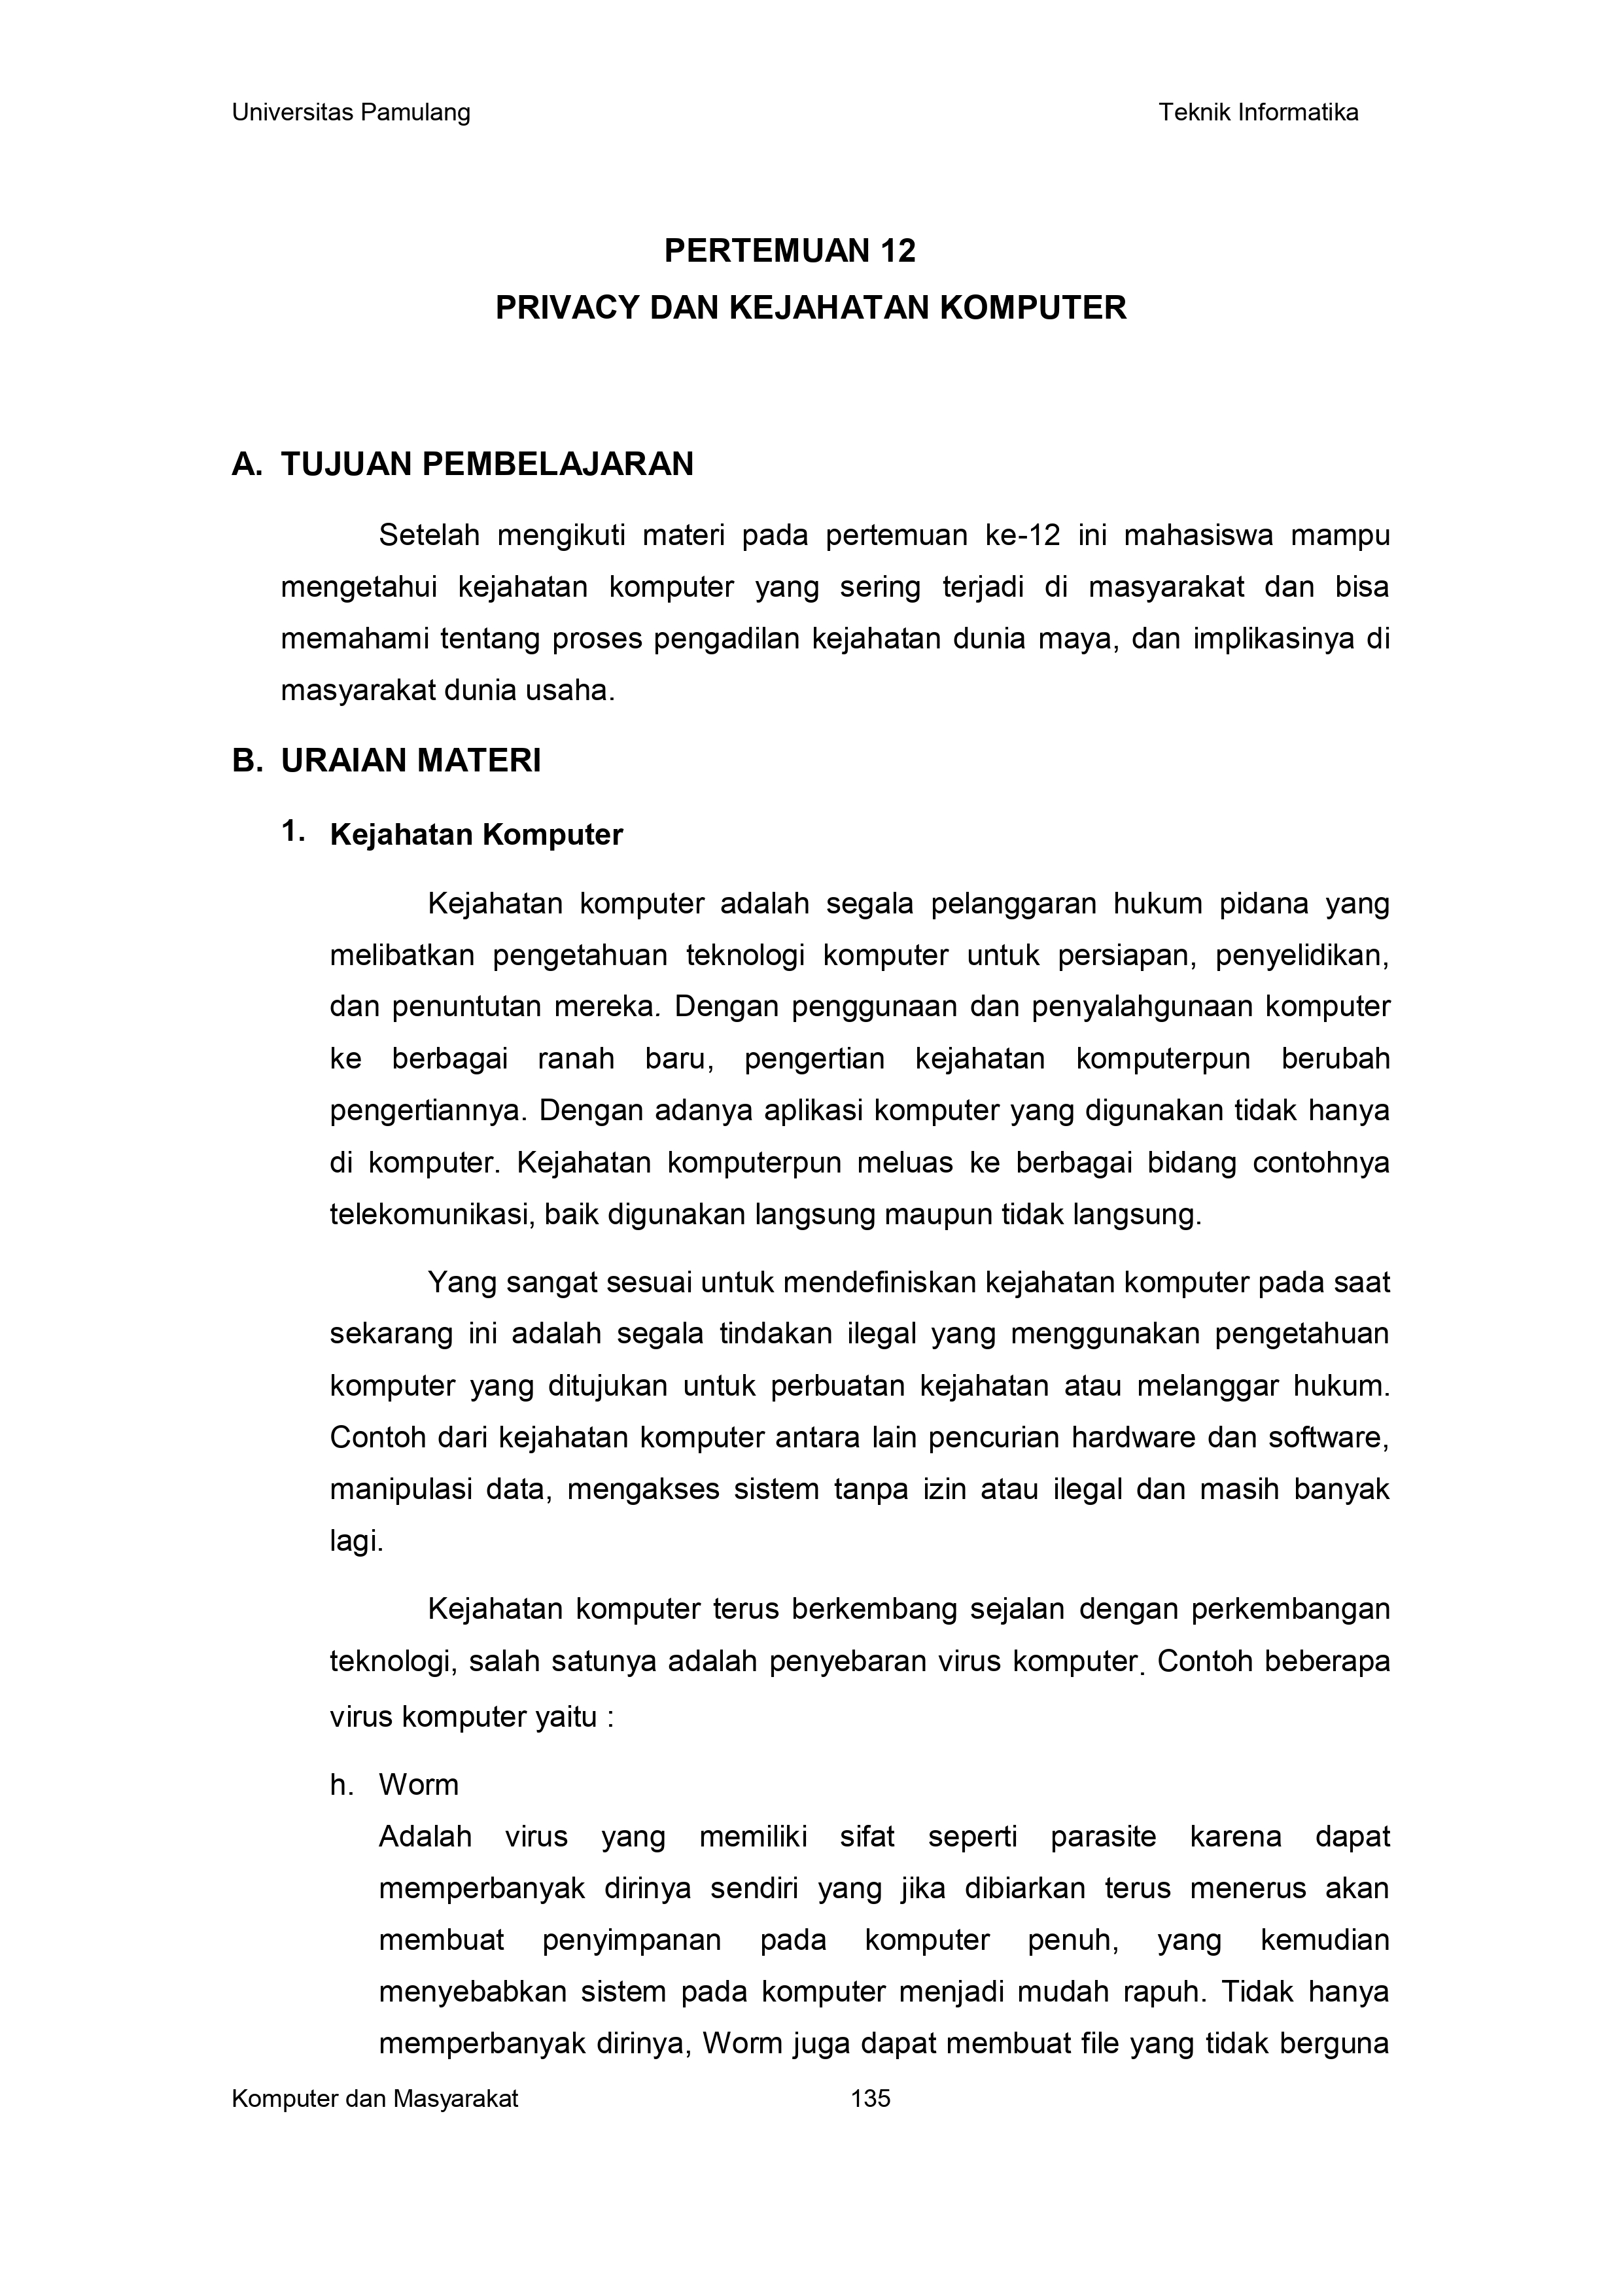 Universitas Pamulang Teknik Informatika
PERTEMUAN 12
PRIVACY DAN KEJAHATAN KOMPUTER
A. TUJUAN PEMBELAJARAN
Setelah mengikuti materi pada pertemuan ke-12 ini mahasiswa mampu
mengetahui kejahatan komputer yang sering terjadi di masyarakat dan bisa
memahami tentang proses pengadilan kejahatan dunia maya, dan implikasinya di
masyarakat dunia usaha.
B. URAIAN MATERI
1. Kejahatan Komputer
Kejahatan komputer adalah segala pelanggaran hukum pidana yang
melibatkan pengetahuan teknologi komputer untuk persiapan, penyelidikan,
dan penuntutan mereka. Dengan penggunaan dan penyalahgunaan komputer
ke berbagai ranah baru, pengertian kejahatan komputerpun berubah
pengertiannya. Dengan adanya aplikasi komputer yang digunakan tidak hanya
di komputer. Kejahatan komputerpun meluas ke berbagai bidang contohnya
telekomunikasi, baik digunakan langsung maupun tidak langsung.
Yang sangat sesuai untuk mendefiniskan kejahatan komputer pada saat
sekarang ini adalah segala tindakan ilegal yang menggunakan pengetahuan
komputer yang ditujukan untuk perbuatan kejahatan atau melanggar hukum.
Contoh dari kejahatan komputer antara lain pencurian hardware dan software,
manipulasi data, mengakses sistem tanpa izin atau ilegal dan masih banyak
lagi.
Kejahatan komputer terus berkembang sejalan dengan perkembangan
teknologi, salah satunya adalah penyebaran virus komputer. Contoh beberapa
virus komputer yaitu :
h. Worm
Adalah virus yang memiliki sifat seperti parasite karena dapat
memperbanyak dirinya sendiri yang jika dibiarkan terus menerus akan
membuat penyimpanan pada komputer penuh, yang kemudian
menyebabkan sistem pada komputer menjadi mudah rapuh. Tidak hanya
memperbanyak dirinya, Worm juga dapat membuat file yang tidak berguna
Komputer dan Masyarakat 135